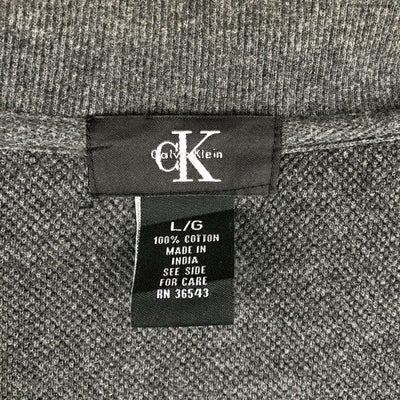 cK
Calvin Klein
L/G
100% COTTON
MADE IN
INDIA
SEE SIDE
FOR CARE
RN 36543